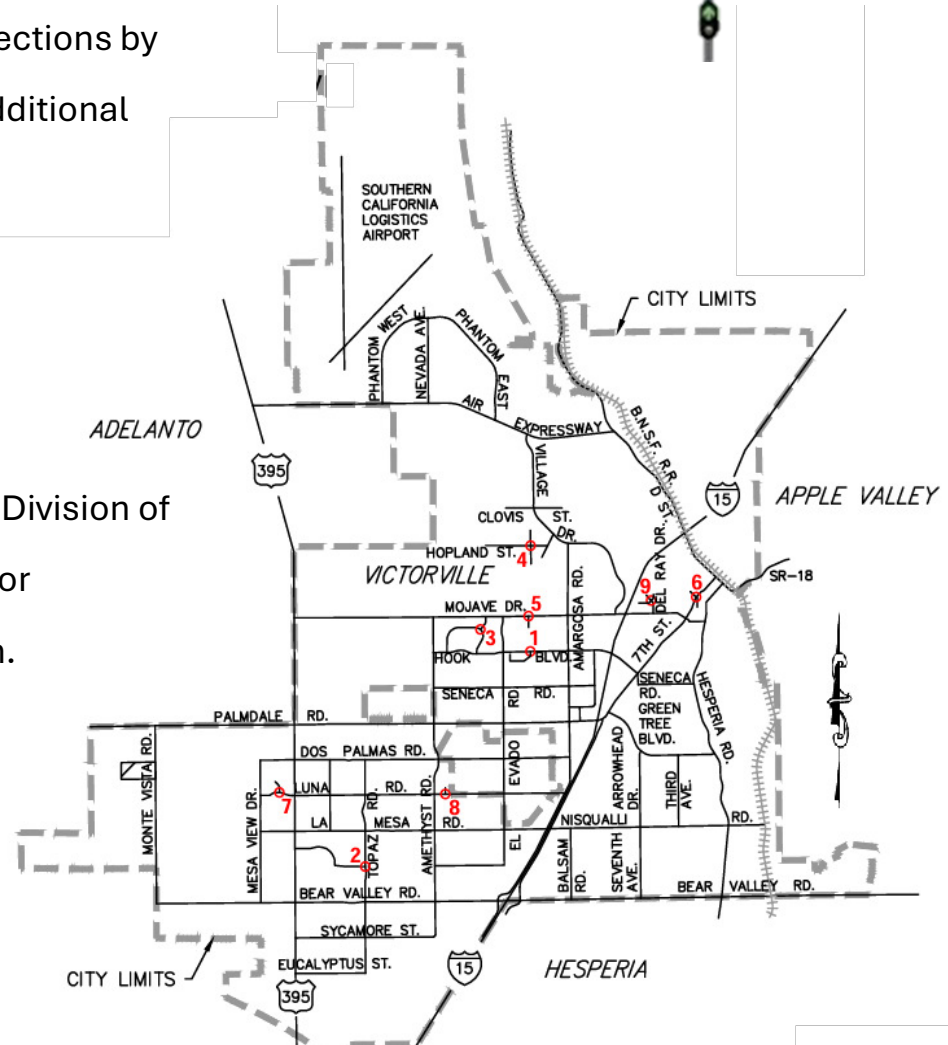 ections by
dditional
SOUTHERN
CALIFORNIA
LOGISTICS
AIRPORT
CITY LIMITS
PHANTOM WEST
NEVADA AVE.
PHANTOM
EAST
AIR
EXPRESSWAY
ADELANTO
395
B.N.S.F. R.R.
VILLAGE
15
APPLE VALLEY
Division of
D ST.
CLOVIS ST.
DR.
HOPLAND ST.
4
or
VICTORVILLE
AMARGOSA RD.
DEL RAY DR.
9
6
SR-18
MOJAVE DR.
5
3
1
7TH ST.
n.
HOOK BLVD.
SENECA RD.
RD
SENECA
RD.
GREEN
TREE
BLVD.
HESPERIA RD.
PALMDALE RD.
MONTE VISTA RD.
DOS PALMAS RD.
EL EVADO
ARROWHEAD
DR.
THIRD
AVE.
LUNA RD.
7
8
RD.
AMETHYST RD.
MESA VIEW DR.
LA MESA RD.
NISQUALLI RD.
2
TOPAZ
BALSAM
RD.
SEVENTH
AVE.
BEAR VALLEY RD.
BEAR VALLEY RD.
SYCAMORE ST.
EUCALYPTUS ST.
CITY LIMITS
15
HESPERIA
395